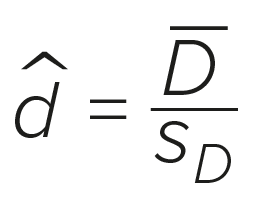 d̂ = D̅ / s_D